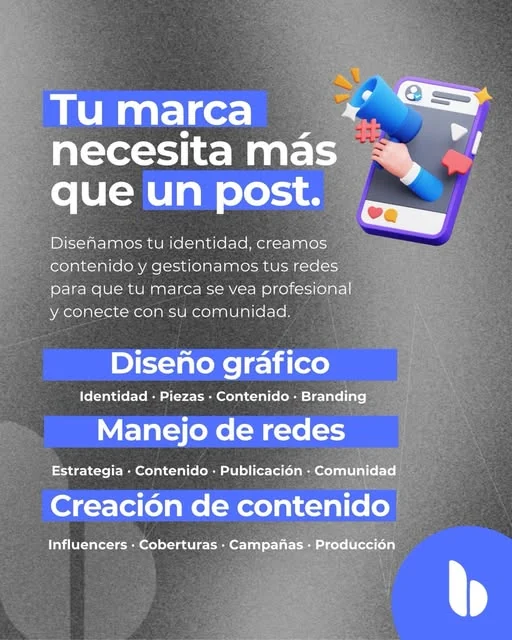 Tu marca
necesita más
que un post.
Diseñamos tu identidad, creamos
contenido y gestionamos tus redes
para que tu marca se vea profesional
y conecte con su comunidad.
Diseño gráfico
Identidad · Piezas · Contenido · Branding
Manejo de redes
Estrategia · Contenido · Publicación · Comunidad
Creación de contenido
Influencers · Coberturas · Campañas · Producción